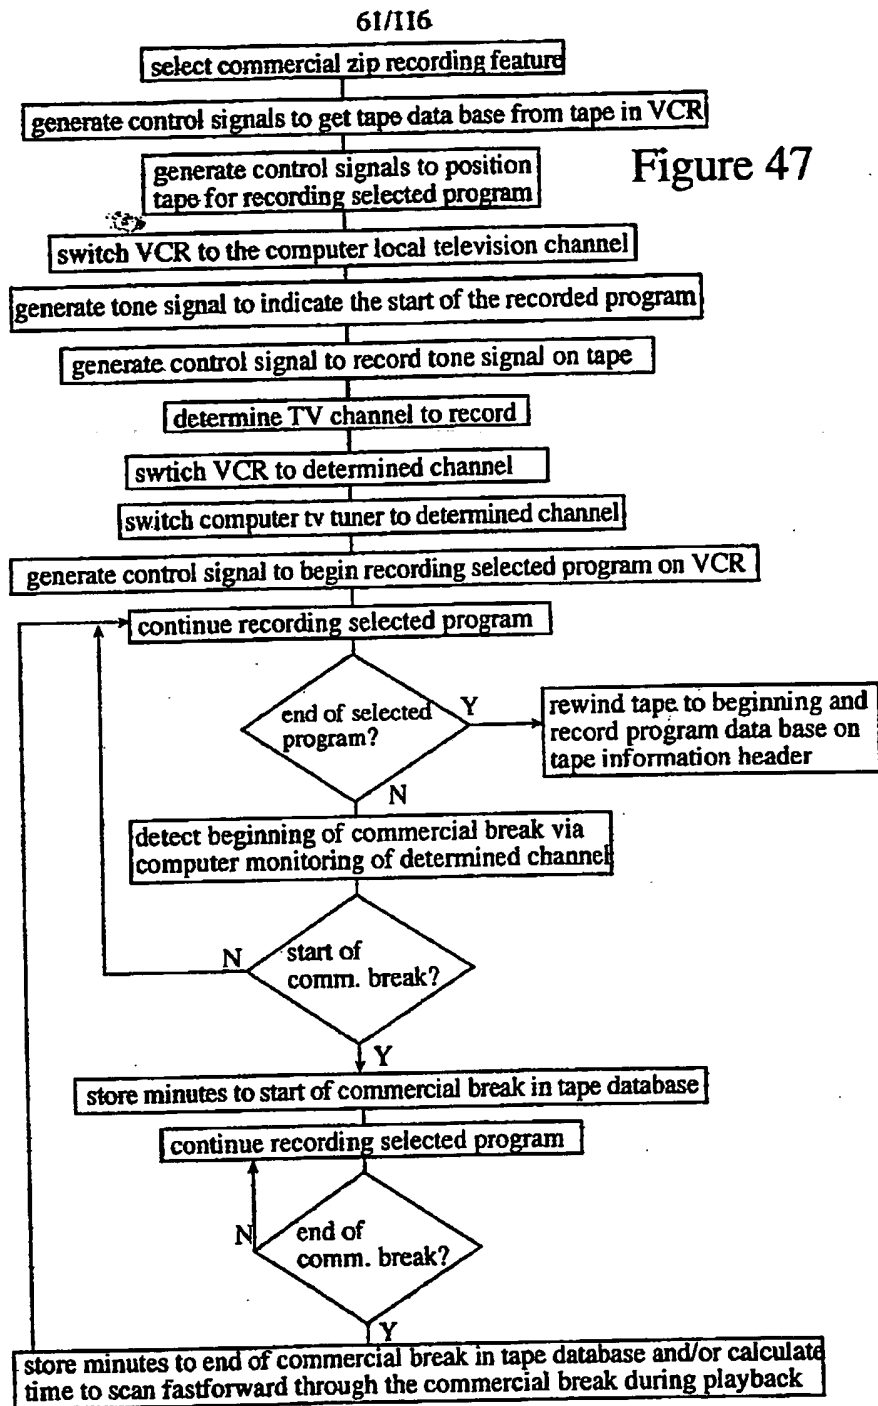 61/116
select commercial zip recording feature
generate control signals to get tape data base from tape in VCR
Figure 47
generate control signals to position
tape for recording selected program
switch VCR to the computer local television channel
generate tone signal to indicate the start of the recorded program
generate control signal to record tone signal on tape
determine TV channel to record
swtich VCR to determined channel
switch computer tv tuner to determined channel
generate control signal to begin recording selected program on VCR
continue recording selected program
end of selected
program?
Y
rewind tape to beginning and
record program data base on
tape information header
N
detect beginning of commercial break via
computer monitoring of determined channel
N
start of
comm. break?
Y
store minutes to start of commercial break in tape database
continue recording selected program
N
end of
comm. break?
Y
store minutes to end of commercial break in tape database and/or calculate
time to scan fastforward through the commercial break during playback